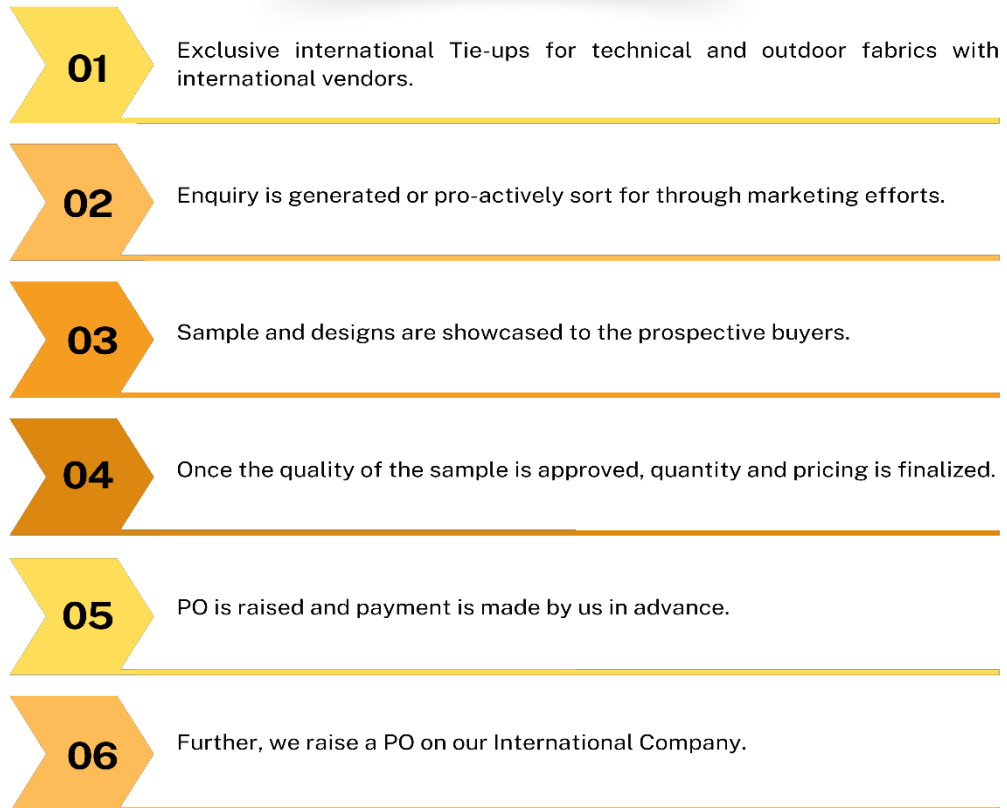 01
Exclusive international Tie-ups for technical and outdoor fabrics with
international vendors.
02
Enquiry is generated or pro-actively sort for through marketing efforts.
03
Sample and designs are showcased to the prospective buyers.
04
Once the quality of the sample is approved, quantity and pricing is finalized.
05
PO is raised and payment is made by us in advance.
06
Further, we raise a PO on our International Company.